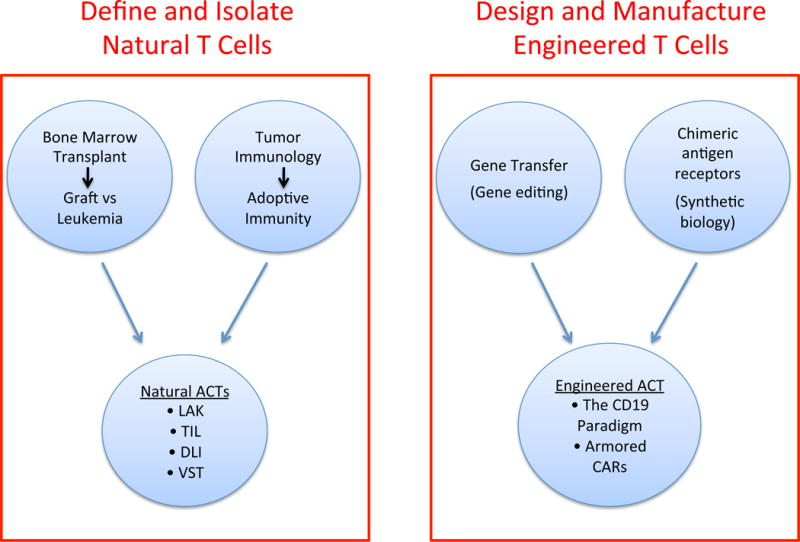 Define and Isolate
Natural T Cells
Bone Marrow
Transplant
Graft vs
Leukemia
Tumor
Immunology
Adoptive
Immunity
Natural ACTs
• LAK
• TIL
• DLI
• VST
Design and Manufacture
Engineered T Cells
Gene Transfer
(Gene editing)
Chimeric
antigen
receptors
(Synthetic
biology)
Engineered ACT
• The CD19
Paradigm
• Armored
CARs